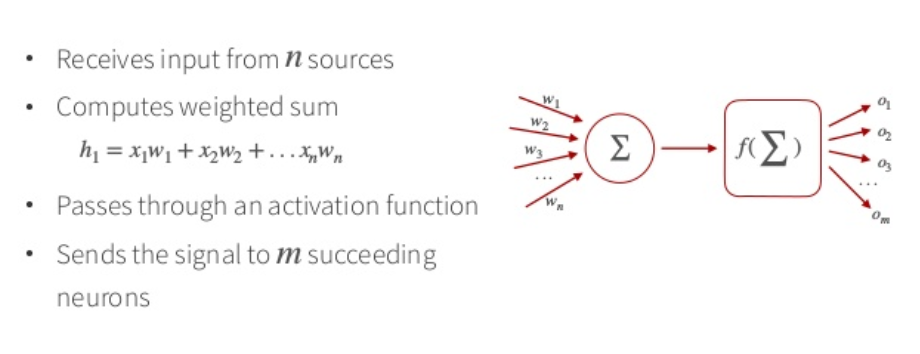 • Receives input from n sources
• Computes weighted sum
h₁ = x₁w₁ + x₂w₂ + …xₙwₙ
• Passes through an activation function
• Sends the signal to m succeeding
neurons
w₁
w₂
w₃
...
wₙ
Σ
f(Σ)
o₁
o₂
o₃
...
oₘ